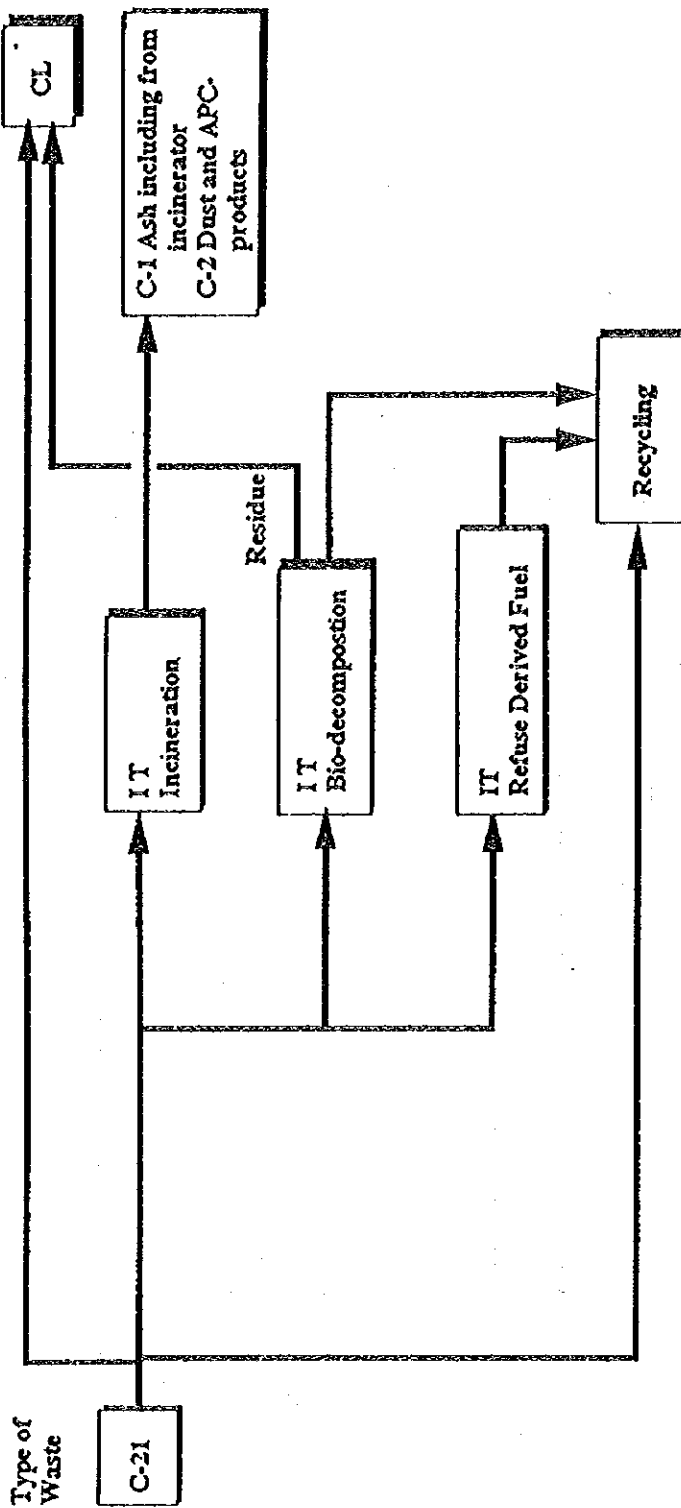 Type of
Waste
C-21
CL
I T
Incineration
C-1 Ash including from
incinerator
C-2 Dust and APC-
products
Residue
I T
Bio-decompostion
IT
Refuse Derived Fuel
Recycling